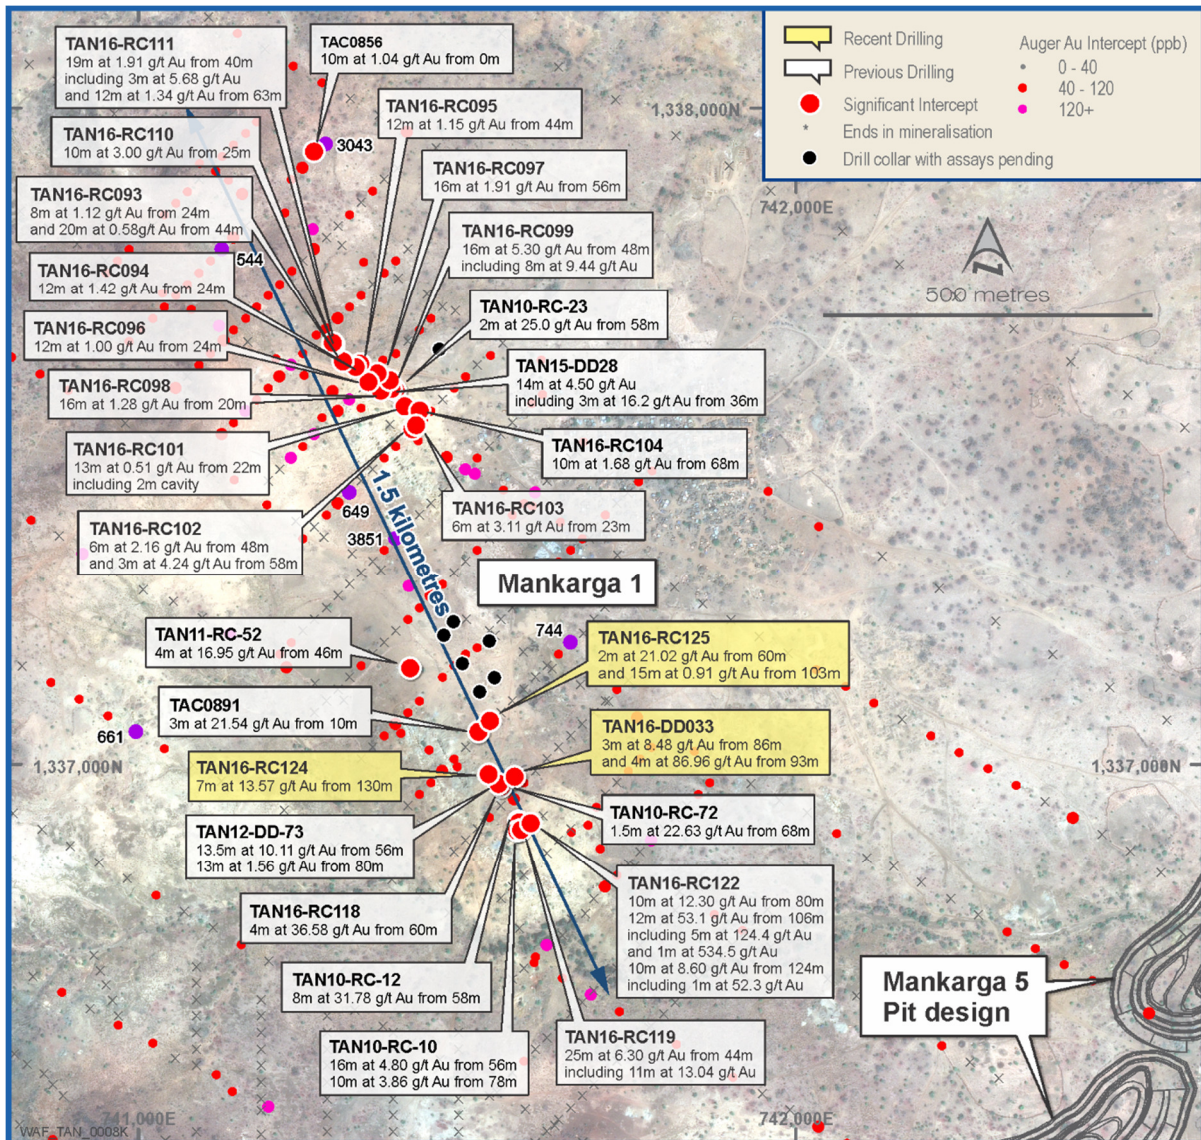 TAN16-RC111
19m at 1.91 g/t Au from 40m
including 3m at 5.68 g/t Au
and 12m at 1.34 g/t Au from 63m
TAC0856
10m at 1.04 g/t Au from 0m
TAN16-RC095
12m at 1.15 g/t Au from 44m
TAN16-RC110
10m at 3.00 g/t Au from 25m
3043
TAN16-RC097
16m at 1.91 g/t Au from 56m
TAN16-RC093
8m at 1.12 g/t Au from 24m
and 20m at 0.58g/t Au from 44m
544
TAN16-RC099
16m at 5.30 g/t Au from 48m
including 8m at 9.44 g/t Au
TAN16-RC094
12m at 1.42 g/t Au from 24m
TAN10-RC-23
2m at 25.0 g/t Au from 58m
TAN16-RC096
12m at 1.00 g/t Au from 24m
TAN15-DD28
14m at 4.50 g/t Au
including 3m at 16.2 g/t Au from 36m
TAN16-RC098
16m at 1.28 g/t Au from 20m
TAN16-RC101
13m at 0.51 g/t Au from 22m
including 2m cavity
TAN16-RC104
10m at 1.68 g/t Au from 68m
TAN16-RC103
6m at 3.11 g/t Au from 23m
TAN16-RC102
6m at 2.16 g/t Au from 48m
and 3m at 4.24 g/t Au from 58m
649
3851
1.5 kilometres
Mankarga 1
Recent Drilling
Previous Drilling
Significant Intercept
* Ends in mineralisation
Drill collar with assays pending
Auger Au Intercept (ppb)
0 - 40
40 - 120
120+
1,338,000N
742,000E
500 metres
TAN11-RC-52
4m at 16.95 g/t Au from 46m
744
TAN16-RC125
2m at 21.02 g/t Au from 60m
and 15m at 0.91 g/t Au from 103m
TAC0891
3m at 21.54 g/t Au from 10m
661
TAN16-DD033
3m at 8.48 g/t Au from 86m
and 4m at 86.96 g/t Au from 93m
1,337,000N
1,337,000N
TAN16-RC124
7m at 13.57 g/t Au from 130m
TAN10-RC-72
1.5m at 22.63 g/t Au from 68m
TAN12-DD-73
13.5m at 10.11 g/t Au from 56m
13m at 1.56 g/t Au from 80m
TAN16-RC122
10m at 12.30 g/t Au from 80m
12m at 53.1 g/t Au from 106m
including 5m at 124.4 g/t Au
and 1m at 534.5 g/t Au
10m at 8.60 g/t Au from 124m
including 1m at 52.3 g/t Au
TAN16-RC118
4m at 36.58 g/t Au from 60m
TAN10-RC-12
8m at 31.78 g/t Au from 58m
Mankarga 5
Pit design
TAN10-RC-10
16m at 4.80 g/t Au from 56m
10m at 3.86 g/t Au from 78m
TAN16-RC119
25m at 6.30 g/t Au from 44m
including 11m at 13.04 g/t Au
741,000E
742,000E
WAF_TAN_0008K